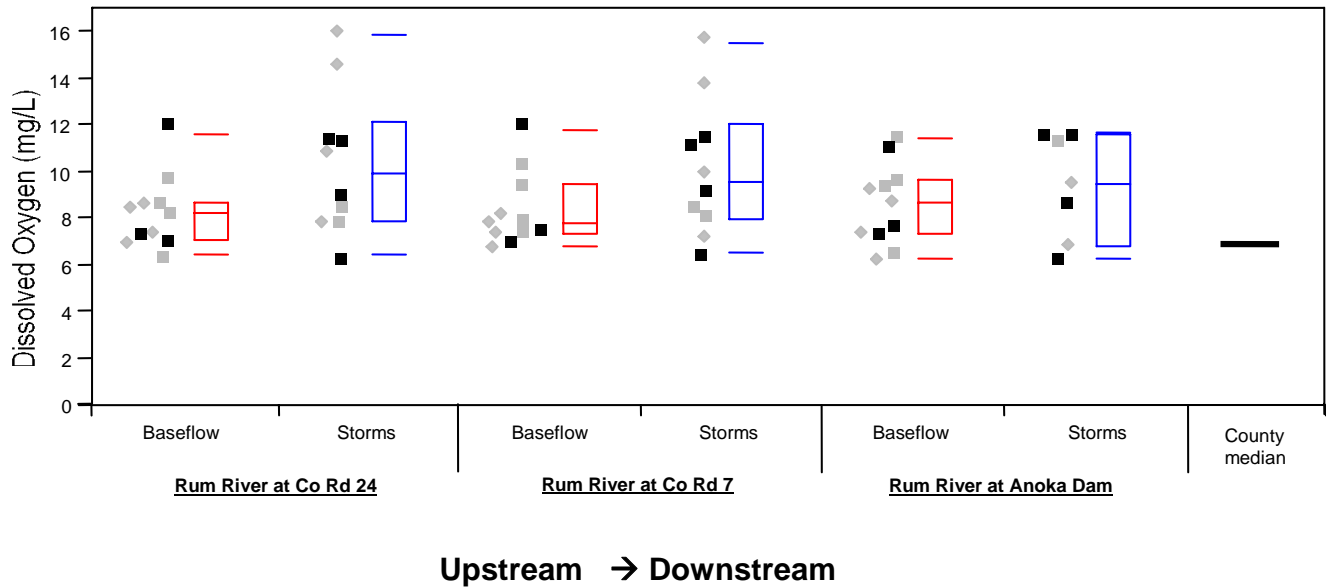 Dissolved Oxygen (mg/L)
16
14
12
10
8
6
4
2
0
Baseflow
Storms
Baseflow
Storms
Baseflow
Storms
County
median
Rum River at Co Rd 24
Rum River at Co Rd 7
Rum River at Anoka Dam
Upstream → Downstream